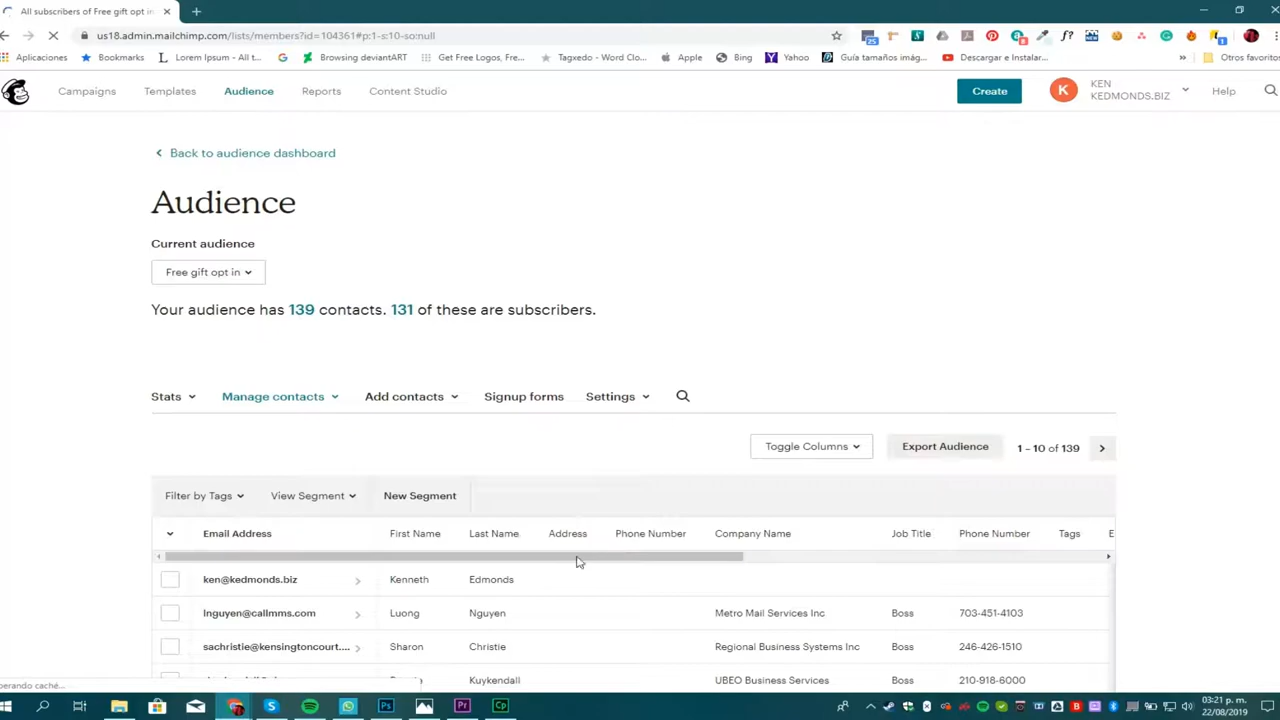 All subscribers of Free gift opt in
us18.admin.mailchimp.com/lists/members?id=104361#p:1-s:10-so:null
Aplicaciones Bookmarks Lorem Ipsum - All t... Browsing deviantART Get Free Logos, Fre... Tagxedo - Word Clo... Apple Bing Yahoo Guía tamaños imág... Descargar e Instalar... » Otros favoritos
Campaigns Templates Audience Reports Content Studio Create K KEN Help
KEDMONDS.BIZ
Back to audience dashboard
Audience
Current audience
Free gift opt in
Your audience has 139 contacts. 131 of these are subscribers.
Stats Manage contacts Add contacts Signup forms Settings
Toggle Columns Export Audience 1 - 10 of 139
Filter by Tags View Segment New Segment
Email Address First Name Last Name Address Phone Number Company Name Job Title Phone Number Tags E
ken@kedmonds.biz Kenneth Edmonds
lnguyen@callmms.com Luong Nguyen Metro Mail Services Inc Boss 703-451-4103
sachristie@kensingtoncourt.... Sharon Christie Regional Business Systems Inc Boss 246-426-1510
Kuykendall UBEO Business Services Boss 210-918-6000
perando caché...
03:21 p. m.
22/08/2019